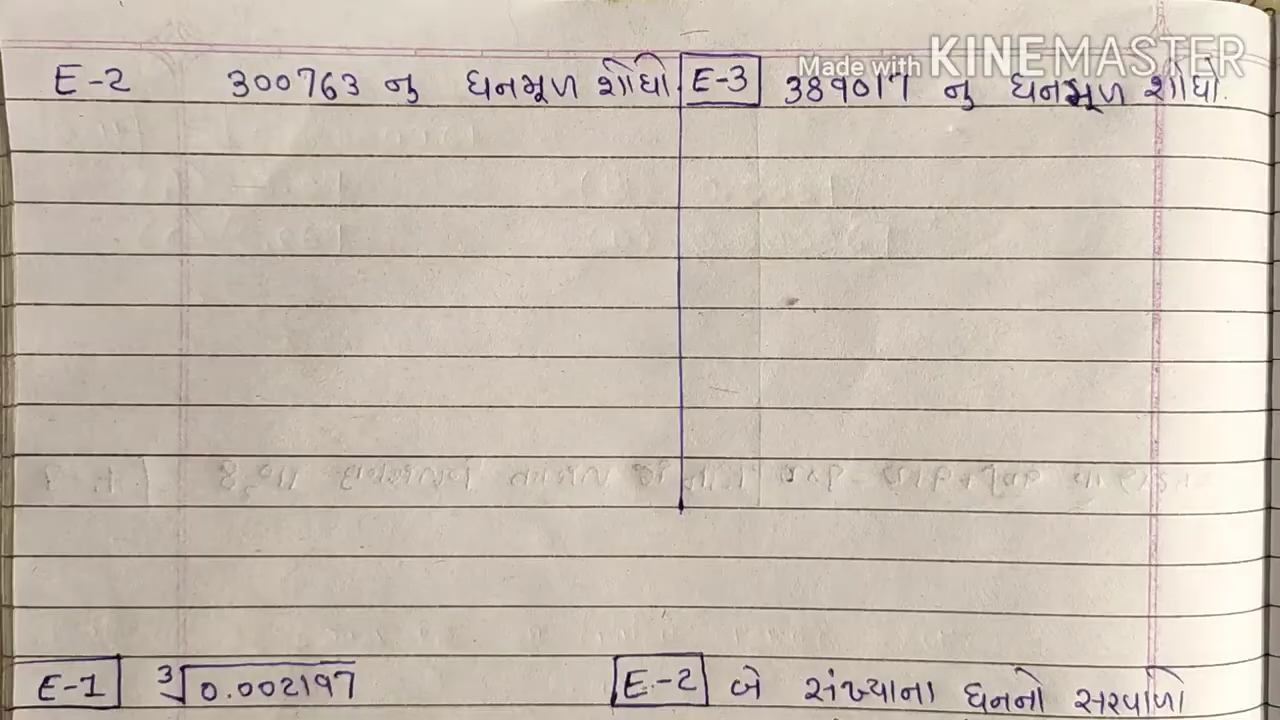 E-2 300763 નુ ઘનમૂળ શોધો E-3 389017 નુ ઘનમૂળ શોધો.
Made with KINEMASTER
E-1 ∛0.002197 E-2 બે સંખ્યાના ઘનનો સરવાળો